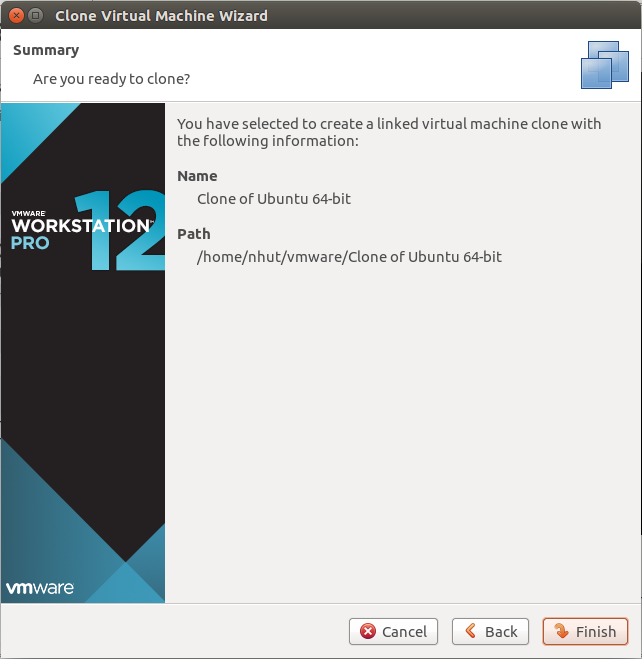 Clone Virtual Machine Wizard
Summary
Are you ready to clone?
VMWARE
WORKSTATION™
PRO
12
You have selected to create a linked virtual machine clone with
the following information:
Name
Clone of Ubuntu 64-bit
Path
/home/nhut/vmware/Clone of Ubuntu 64-bit
vmware
Cancel
Back
Finish